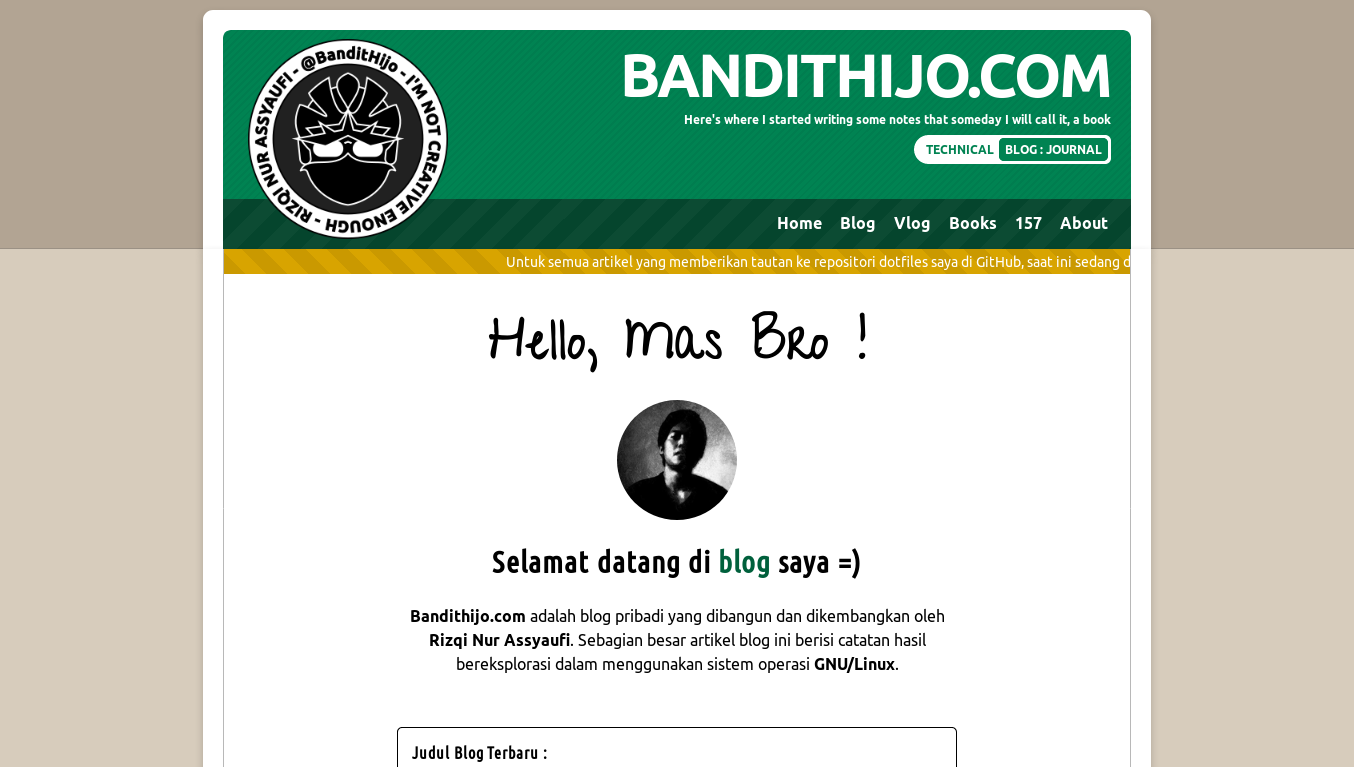 RIZQI NUR ASSYAUFI - @BanditHijo - I'M NOT CREATIVE ENOUGH -
BANDITHIJO.COM
Here's where I started writing some notes that someday I will call it, a book
TECHNICAL BLOG : JOURNAL
Home Blog Vlog Books 157 About
Untuk semua artikel yang memberikan tautan ke repositori dotfiles saya di GitHub, saat ini sedang d
Hello, Mas Bro !
Selamat datang di blog saya =)
Bandithijo.com adalah blog pribadi yang dibangun dan dikembangkan oleh
Rizqi Nur Assyaufi. Sebagian besar artikel blog ini berisi catatan hasil
bereksplorasi dalam menggunakan sistem operasi GNU/Linux.
Judul Blog Terbaru :